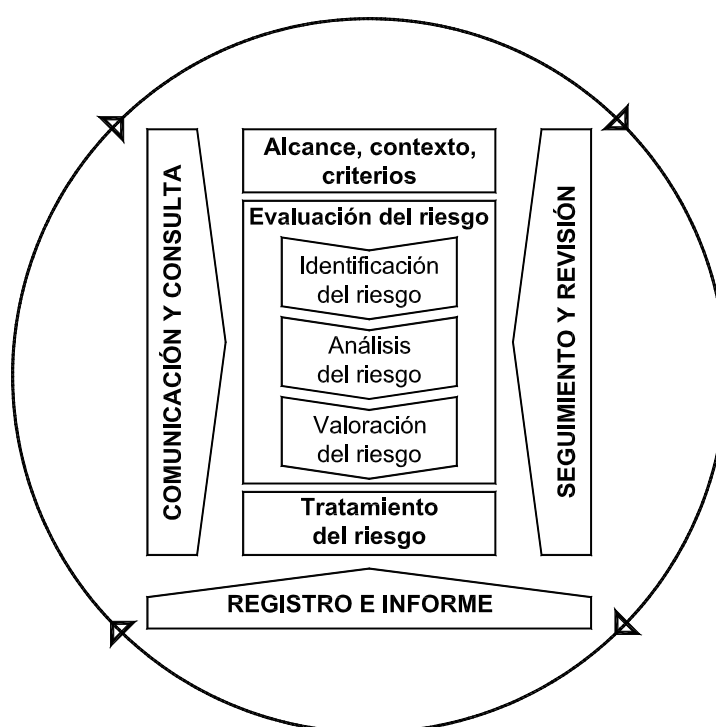 Alcance, contexto,
criterios
Evaluación del riesgo
Identificación
del riesgo
Análisis
del riesgo
Valoración
del riesgo
Tratamiento
del riesgo
COMUNICACIÓN Y CONSULTA
SEGUIMIENTO Y REVISIÓN
REGISTRO E INFORME